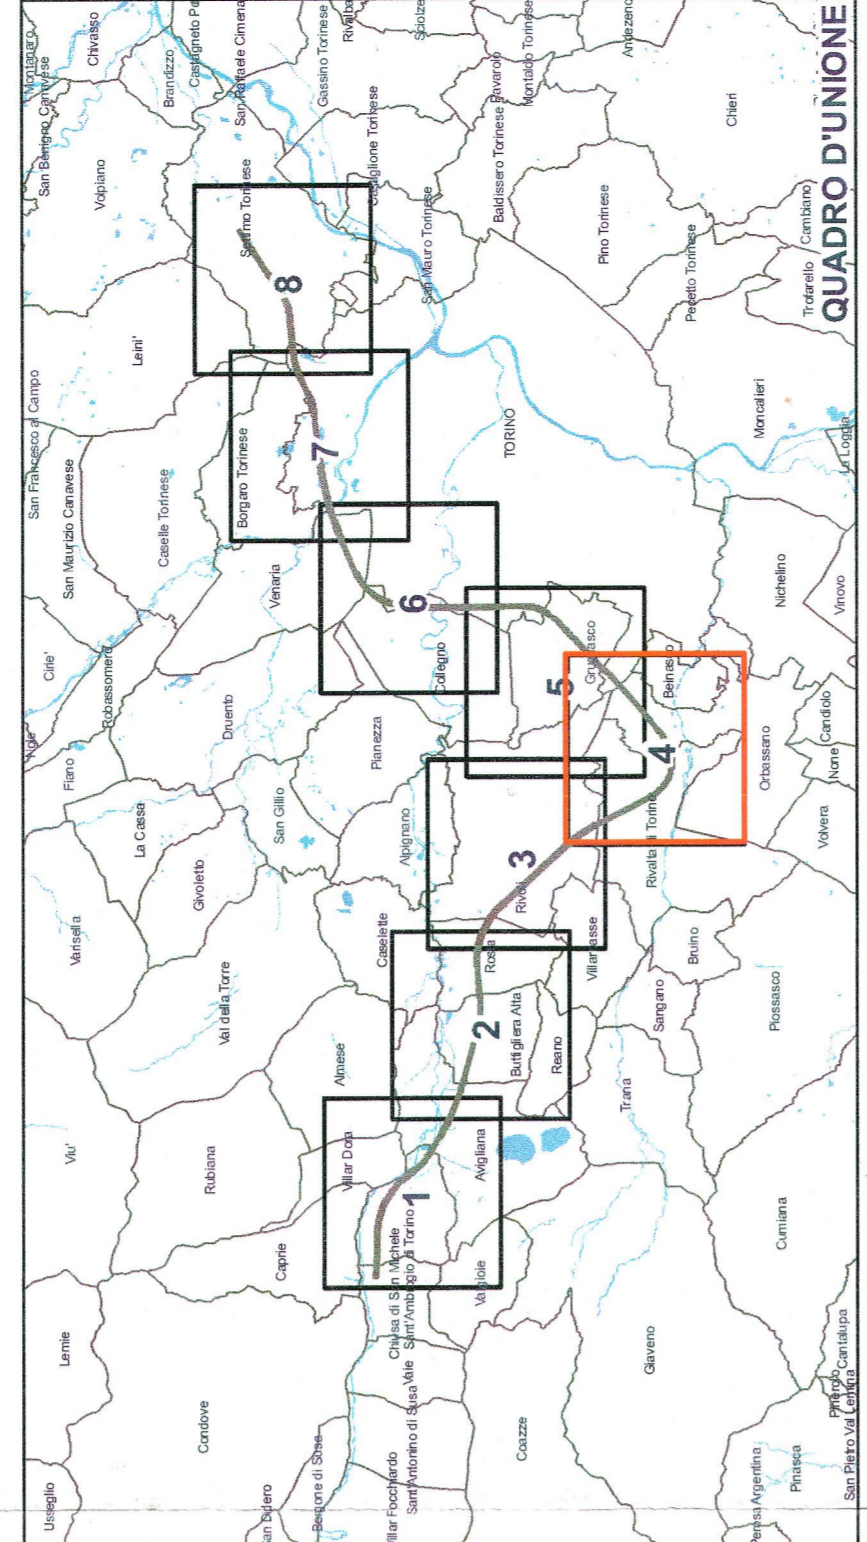 Usseglio
Lemie
Viu'
Varisella
Fiano
Nole
Cirie'
San Maurizio Canavese
San Francesco al Campo
San Benigno Canavese
Montanaro
Chivasso
Condove
Rubiana
Val della Torre
Givoletto
La Cassa
Robassomero
Druento
Caselle Torinese
Leini'
Volpiano
Brandizzo
San Raffaele Cimena
Caprie
Almese
San Gillio
Venaria
Borgaro Torinese
Settimo Torinese
Gassino Torinese
Borgone di Susa
Villar Dora
Caselette
Alpignano
Pianezza
Castiglione Torinese
Chiusa di San Michele
Sant'Ambrogio di Torino
Vaie
Sant'Antonino di Susa
Villar Focchiardo
1
2
3
4
5
6
7
8
Collegno
San Mauro Torinese
Sciolze
Coazze
Avigliana
Buttigliera Alta
Rosta
Rivoli
TORINO
Baldissero Torinese
Pavarolo
Montaldo Torinese
Reano
Villarbasse
Grugliasco
Pino Torinese
Andezeno
Giaveno
Trana
Sangano
Bruino
Rivalta di Torino
Beinasco
Pecetto Torinese
Chieri
Cumiana
Piossasco
Orbassano
Nichelino
Moncalieri
Trofarello
Cambiano
Perosa Argentina
Pinasca
San Pietro Val Lemina
Pinerolo
Cantalupa
Volvera
None
Candiolo
Vinovo
La Loggia
QUADRO D'UNIONE